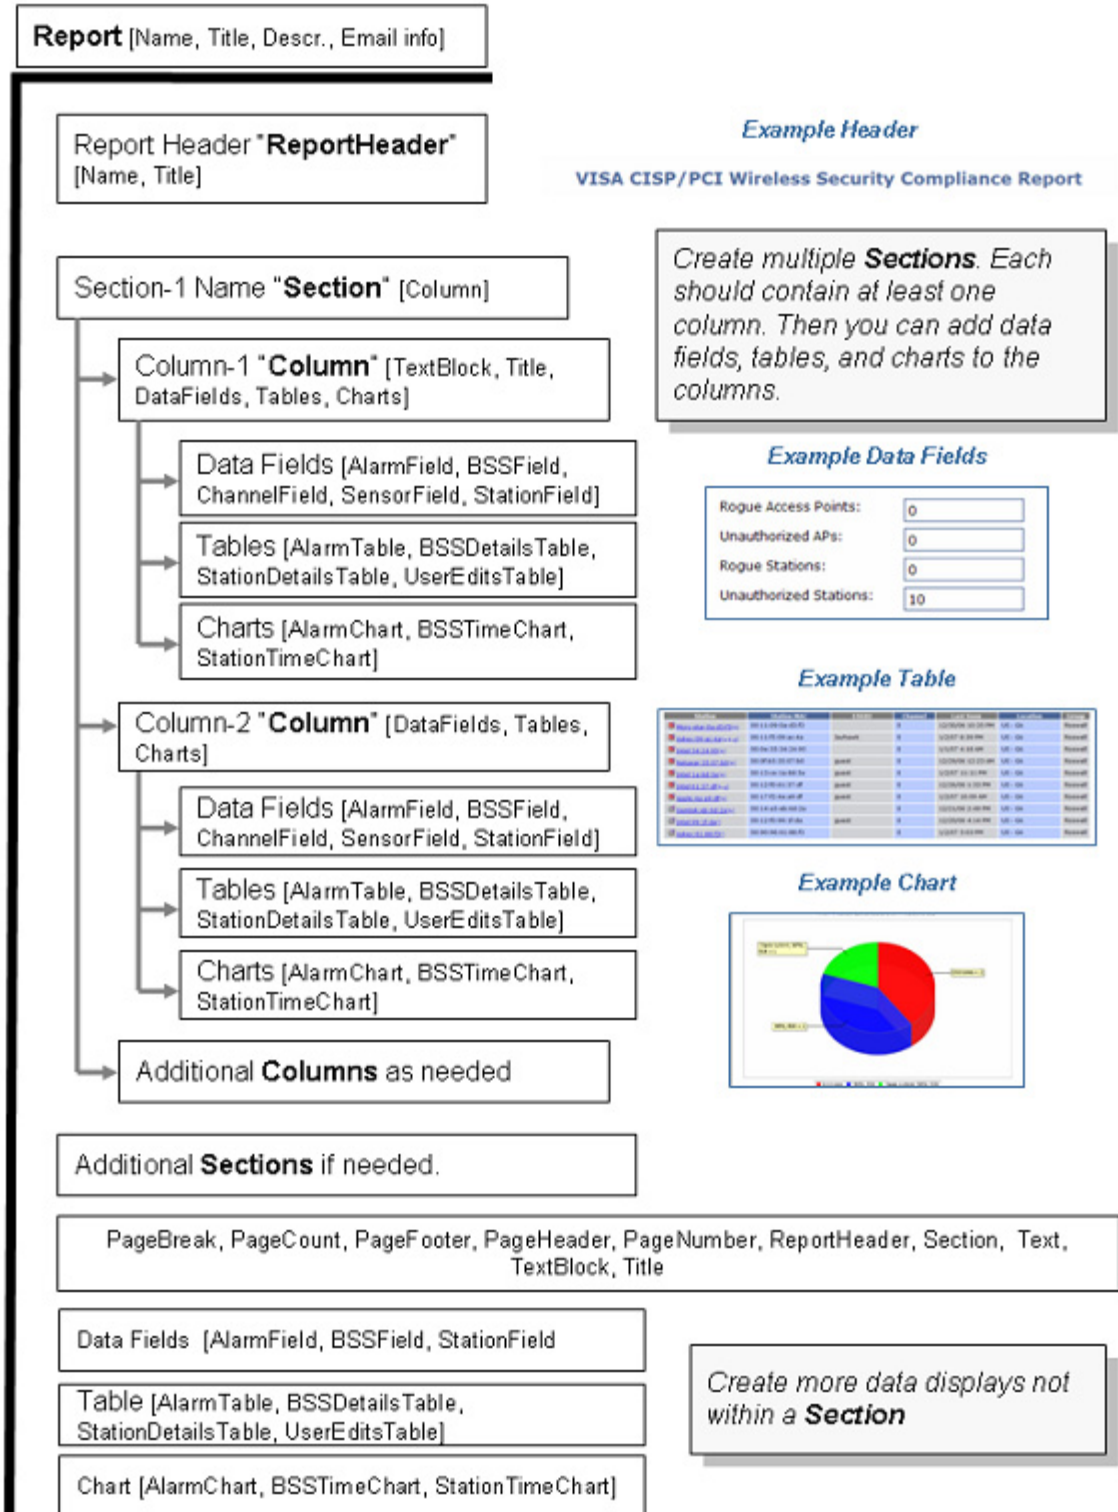 Report [Name, Title, Descr., Email info]
Report Header "ReportHeader"
[Name, Title]
Example Header
VISA CISP/PCI Wireless Security Compliance Report
Section-1 Name "Section" [Column]
Create multiple Sections. Each
should contain at least one
column. Then you can add data
fields, tables, and charts to the
columns.
Column-1 "Column" [TextBlock, Title,
DataFields, Tables, Charts]
Data Fields [AlarmField, BSSField,
ChannelField, SensorField, StationField]
Tables [AlarmTable, BSSDetailsTable,
StationDetailsTable, UserEditsTable]
Charts [AlarmChart, BSSTimeChart,
StationTimeChart]
Example Data Fields
Rogue Access Points: 0
Unauthorized APs: 0
Rogue Stations: 0
Unauthorized Stations: 10
Column-2 "Column" [DataFields, Tables,
Charts]
Data Fields [AlarmField, BSSField,
ChannelField, SensorField, StationField]
Tables [AlarmTable, BSSDetailsTable,
StationDetailsTable, UserEditsTable]
Charts [AlarmChart, BSSTimeChart,
StationTimeChart]
Example Table
Example Chart
Additional Columns as needed
Additional Sections if needed.
PageBreak, PageCount, PageFooter, PageHeader, PageNumber, ReportHeader, Section, Text,
TextBlock, Title
Data Fields [AlarmField, BSSField, StationField
Table [AlarmTable, BSSDetailsTable,
StationDetailsTable, UserEditsTable]
Chart [AlarmChart, BSSTimeChart, StationTimeChart]
Create more data displays not
within a Section